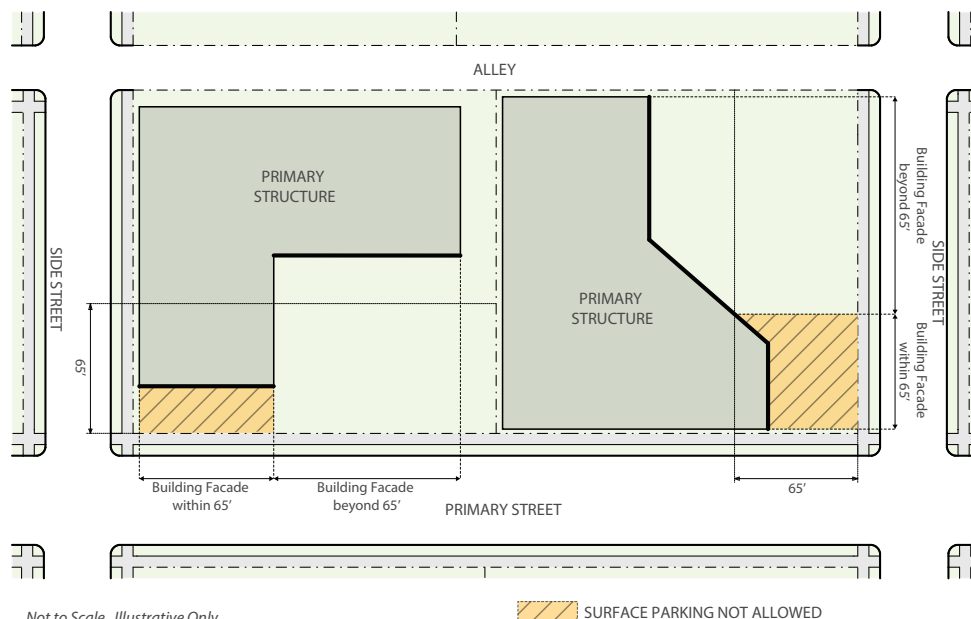 ALLEY
PRIMARY
STRUCTURE
Building Facade
beyond 65'
SIDE STREET
SIDE STREET
PRIMARY
STRUCTURE
65'
Building Facade
within 65'
Building Facade
within 65'
Building Facade
beyond 65'
65'
PRIMARY STREET
Not to Scale. Illustrative Only.
SURFACE PARKING NOT ALLOWED